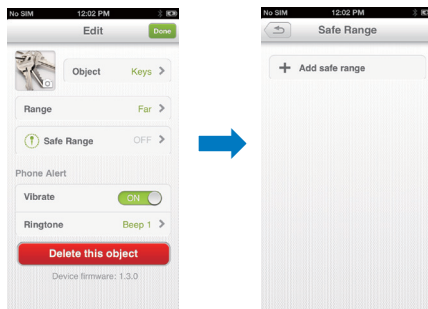 No SIM 12:02 PM
Edit Done
Object Keys
Range Far
Safe Range OFF
Phone Alert
Vibrate ON
Ringtone Beep 1
Delete this object
Device firmware: 1.3.0
No SIM 12:02 PM
Safe Range
+ Add safe range